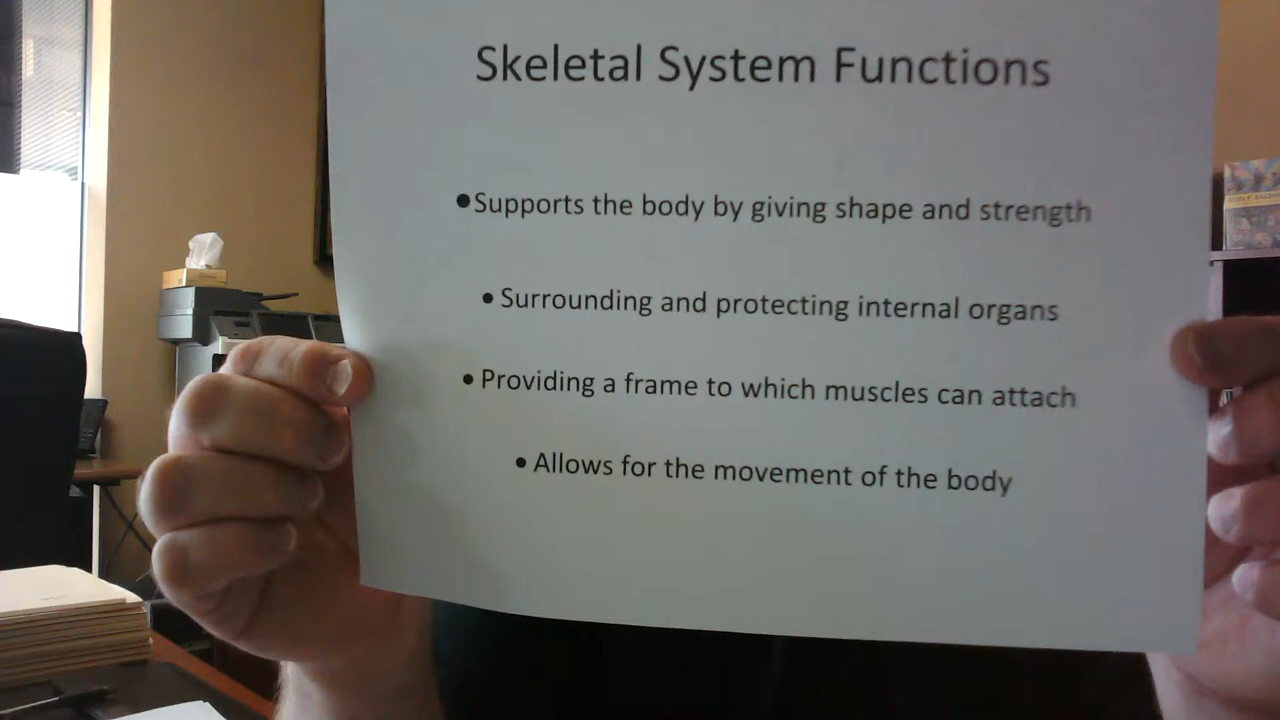 Skeletal System Functions
•Supports the body by giving shape and strength
• Surrounding and protecting internal organs
• Providing a frame to which muscles can attach
• Allows for the movement of the body